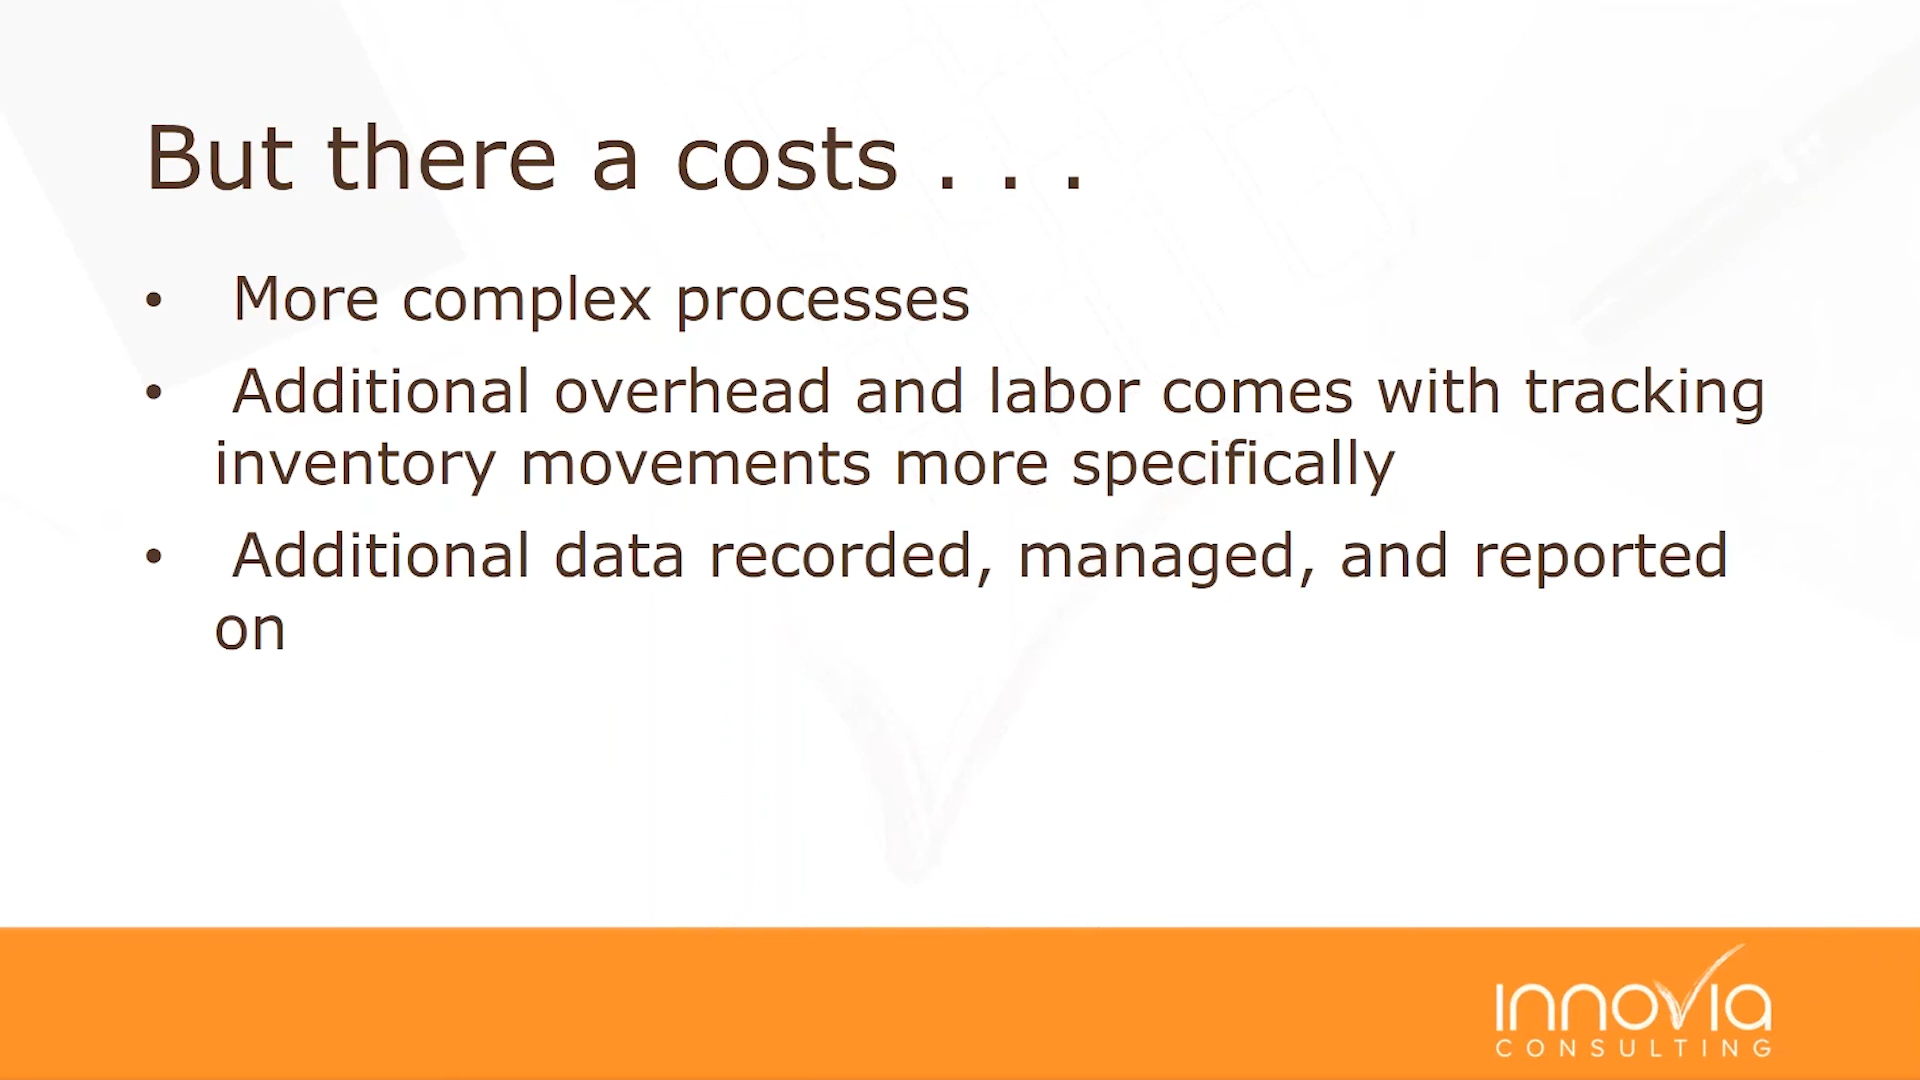 But there a costs . . .
• More complex processes
• Additional overhead and labor comes with tracking
inventory movements more specifically
• Additional data recorded, managed, and reported
on
innovia
CONSULTING